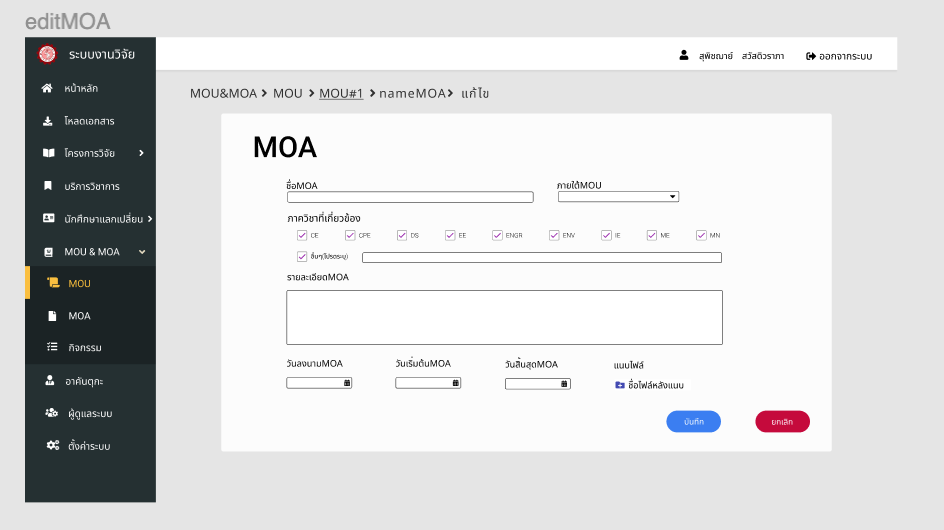 editMOA
ระบบงานวิจัย
สุพิชฌาย์ สวัสดิวราภา ออกจากระบบ
หน้าหลัก
โหลดเอกสาร
โครงการวิจัย
บริการวิชาการ
นักศึกษาแลกเปลี่ยน
MOU & MOA
MOU
MOA
กิจกรรม
อาคันตุกะ
ผู้ดูแลระบบ
ตั้งค่าระบบ
MOU&MOA > MOU > MOU#1 > nameMOA > แก้ไข
MOA
ชื่อMOA ภายใต้MOU
ภาควิชาที่เกี่ยวข้อง
CE CPE DS EE ENGR ENV IE ME MN
อื่นๆ(โปรดระบุ)
รายละเอียดMOA
วันลงนามMOA วันเริ่มต้นMOA วันสิ้นสุดMOA แนบไฟล์
ชื่อไฟล์หลังแนบ
บันทึก ยกเลิก